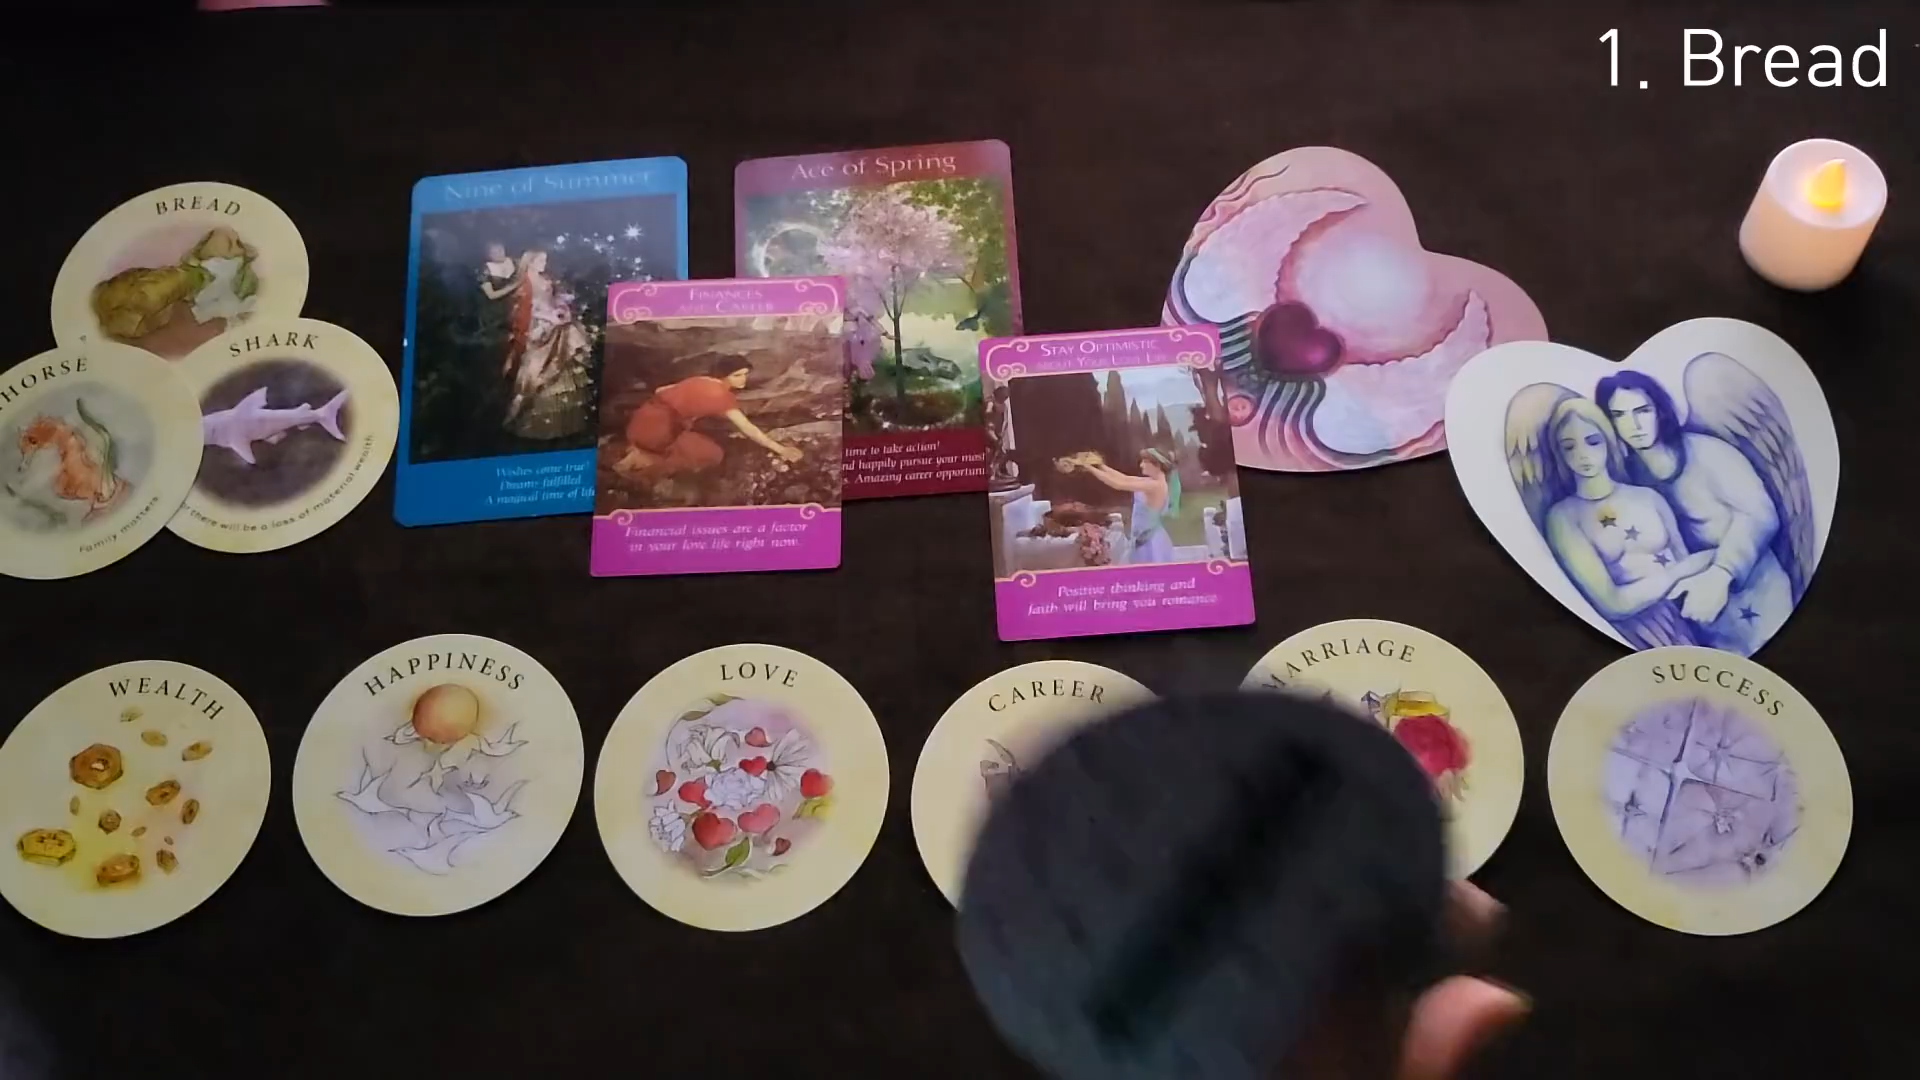 1. Bread
BREAD
SHARK
there will be a loss of material wealth
HORSE
Family matters
Nine of Summer
Wishes come true!
Dreams fulfilled
A magical time of life
Ace of Spring
time to take action!
and happily pursue your most
Amazing career opportuni
FINANCES
AND CAREER
Financial issues are a factor
in your love life right now.
STAY OPTIMISTIC
ABOUT YOUR LOVE LIFE
Positive thinking and
faith will bring you romance.
WEALTH
HAPPINESS
LOVE
CAREER
MARRIAGE
SUCCESS